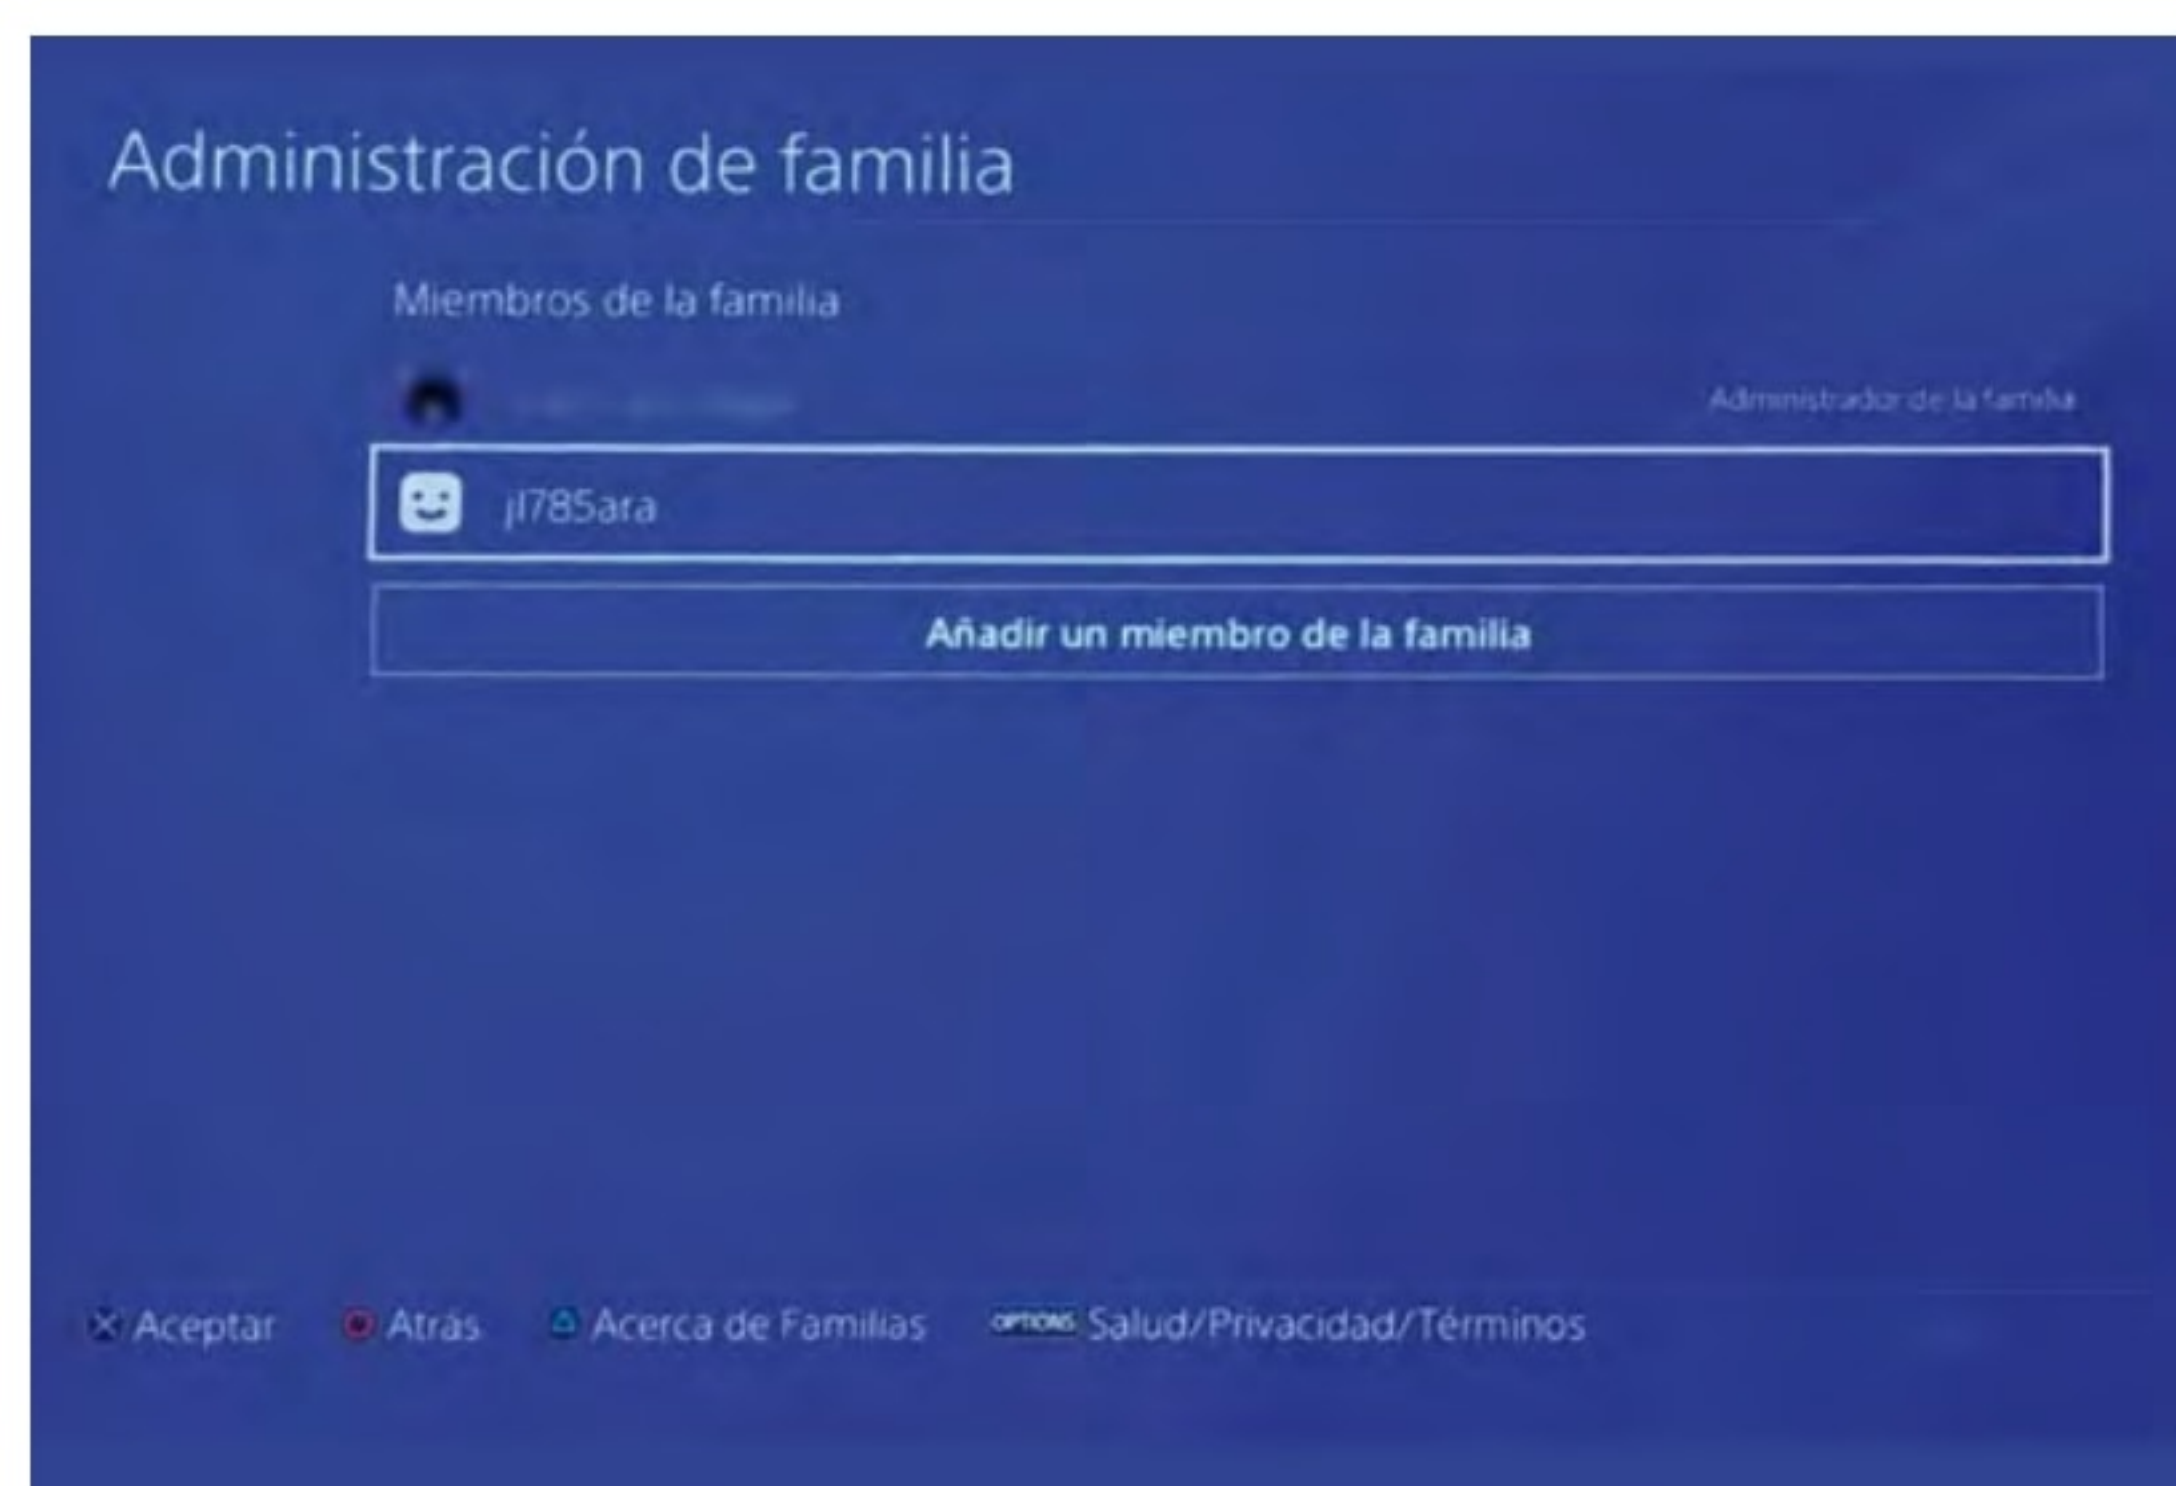 Administración de familia
Miembros de la familia
Administrador de la familia
jl785ara
Añadir un miembro de la familia
Aceptar Atrás Acerca de Familias OPTIONS Salud/Privacidad/Términos